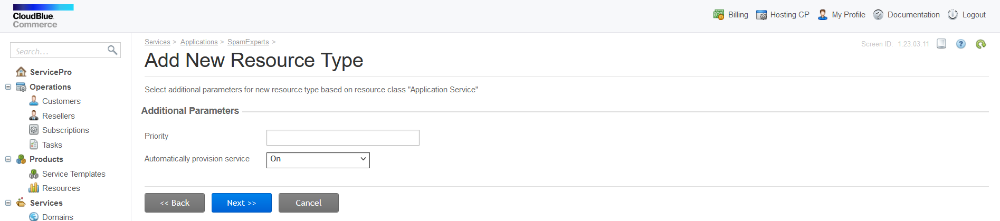 CloudBlue
Commerce
Billing Hosting CP My Profile Documentation Logout
Search...
ServicePro
Operations
Customers
Resellers
Subscriptions
Tasks
Products
Service Templates
Resources
Services
Domains
Services > Applications > SpamExperts >
Screen ID: 1.23.03.11
Add New Resource Type
Select additional parameters for new resource type based on resource class "Application Service"
Additional Parameters
Priority
Automatically provision service On
<< Back Next >> Cancel